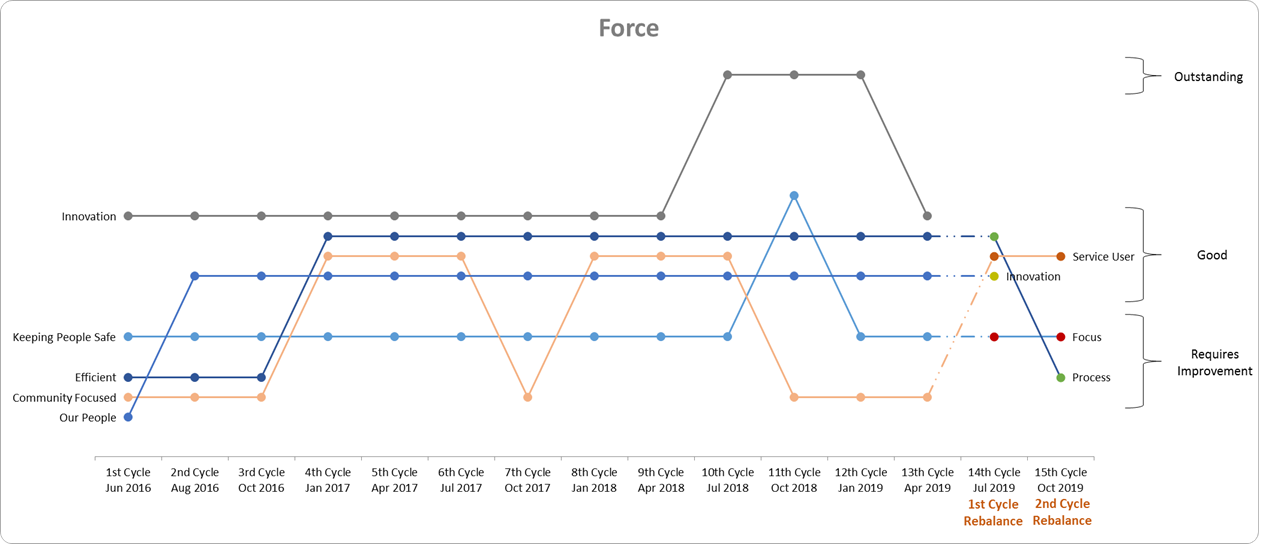 Force
Outstanding
Innovation
Good
Service User
Innovation
Keeping People Safe
Focus
Requires
Improvement
Efficient
Process
Community Focused
Our People
1st Cycle 2nd Cycle 3rd Cycle 4th Cycle 5th Cycle 6th Cycle 7th Cycle 8th Cycle 9th Cycle 10th Cycle 11th Cycle 12th Cycle 13th Cycle 14th Cycle 15th Cycle
Jun 2016 Aug 2016 Oct 2016 Jan 2017 Apr 2017 Jul 2017 Oct 2017 Jan 2018 Apr 2018 Jul 2018 Oct 2018 Jan 2019 Apr 2019 Jul 2019 Oct 2019
1st Cycle 2nd Cycle
Rebalance Rebalance